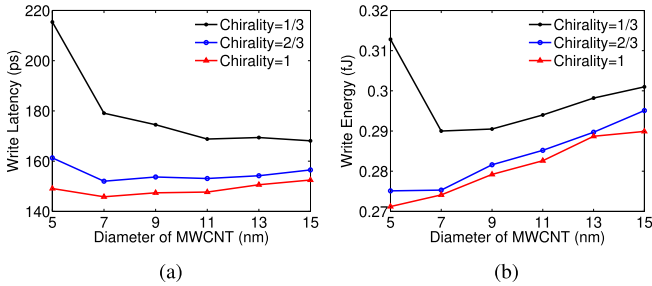 220
200
180
160
140
Write Latency (ps)
Chirality=1/3
Chirality=2/3
Chirality=1
5 7 9 11 13 15
Diameter of MWCNT (nm)
(a)
0.32
0.31
0.3
0.29
0.28
0.27
Write Energy (fJ)
Chirality=1/3
Chirality=2/3
Chirality=1
5 7 9 11 13 15
Diameter of MWCNT (nm)
(b)